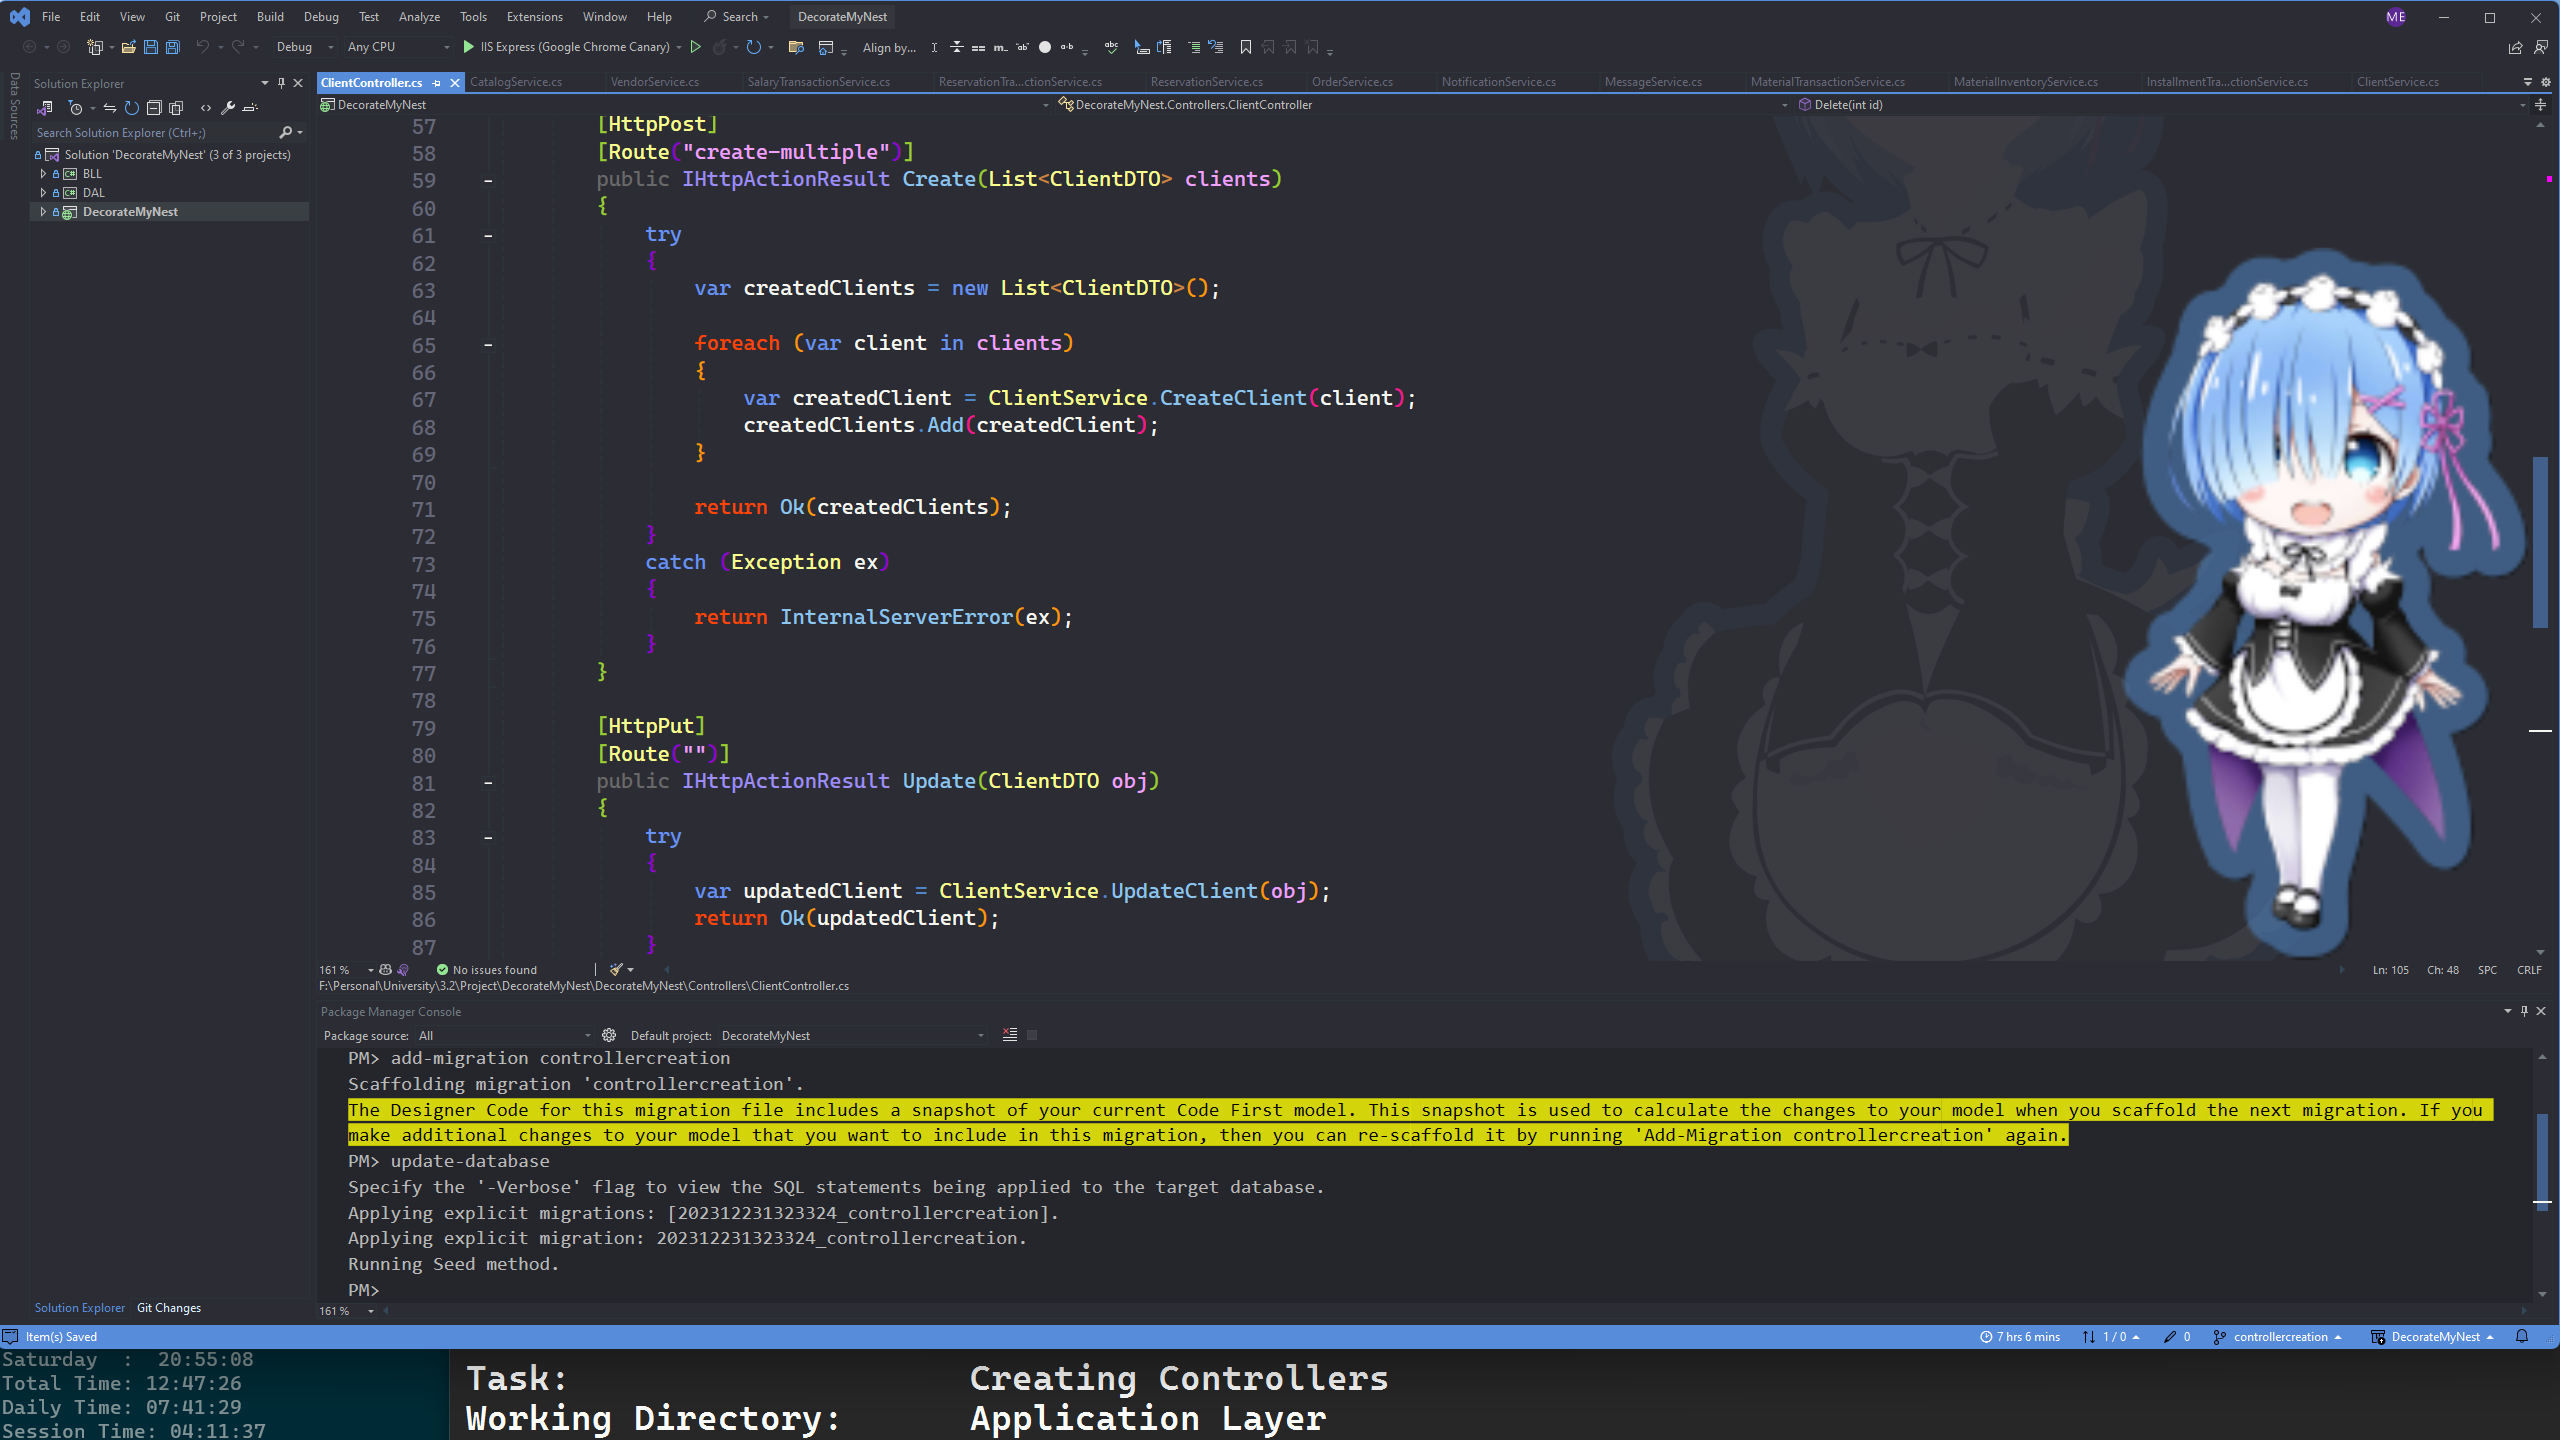 File Edit View Git Project Build Debug Test Analyze Tools Extensions Window Help Search DecorateMyNest ME
Debug Any CPU IIS Express (Google Chrome Canary) Align by...
Data Sources
Solution Explorer
Search Solution Explorer (Ctrl+;)
Solution 'DecorateMyNest' (3 of 3 projects)
BLL
DAL
DecorateMyNest
ClientController.cs CatalogService.cs VendorService.cs SalaryTransactionService.cs ReservationTra...ctionService.cs ReservationService.cs OrderService.cs NotificationService.cs MessageService.cs MaterialTransactionService.cs MaterialInventoryService.cs InstallmentTra...ctionService.cs ClientService.cs
DecorateMyNest DecorateMyNest.Controllers.ClientController Delete(int id)
57 [HttpPost]
58 [Route("create-multiple")]
59 public IHttpActionResult Create(List<ClientDTO> clients)
60 {
61 try
62 {
63 var createdClients = new List<ClientDTO>();
64
65 foreach (var client in clients)
66 {
67 var createdClient = ClientService.CreateClient(client);
68 createdClients.Add(createdClient);
69 }
70
71 return Ok(createdClients);
72 }
73 catch (Exception ex)
74 {
75 return InternalServerError(ex);
76 }
77 }
78
79 [HttpPut]
80 [Route("")]
81 public IHttpActionResult Update(ClientDTO obj)
82 {
83 try
84 {
85 var updatedClient = ClientService.UpdateClient(obj);
86 return Ok(updatedClient);
87 }
161 % No issues found Ln: 105 Ch: 48 SPC CRLF
F:\Personal\University\3.2\Project\DecorateMyNest\DecorateMyNest\Controllers\ClientController.cs
Package Manager Console
Package source: All Default project: DecorateMyNest
PM> add-migration controllercreation
Scaffolding migration 'controllercreation'.
The Designer Code for this migration file includes a snapshot of your current Code First model. This snapshot is used to calculate the changes to your model when you scaffold the next migration. If you
make additional changes to your model that you want to include in this migration, then you can re-scaffold it by running 'Add-Migration controllercreation' again.
PM> update-database
Specify the '-Verbose' flag to view the SQL statements being applied to the target database.
Applying explicit migrations: [202312231323324_controllercreation].
Applying explicit migration: 202312231323324_controllercreation.
Running Seed method.
PM>
161 %
Solution Explorer Git Changes
Item(s) Saved 7 hrs 6 mins 1 / 0 0 controllercreation DecorateMyNest
Saturday : 20:55:08
Total Time: 12:47:26
Daily Time: 07:41:29
Session Time: 04:11:37
Task: Creating Controllers
Working Directory: Application Layer